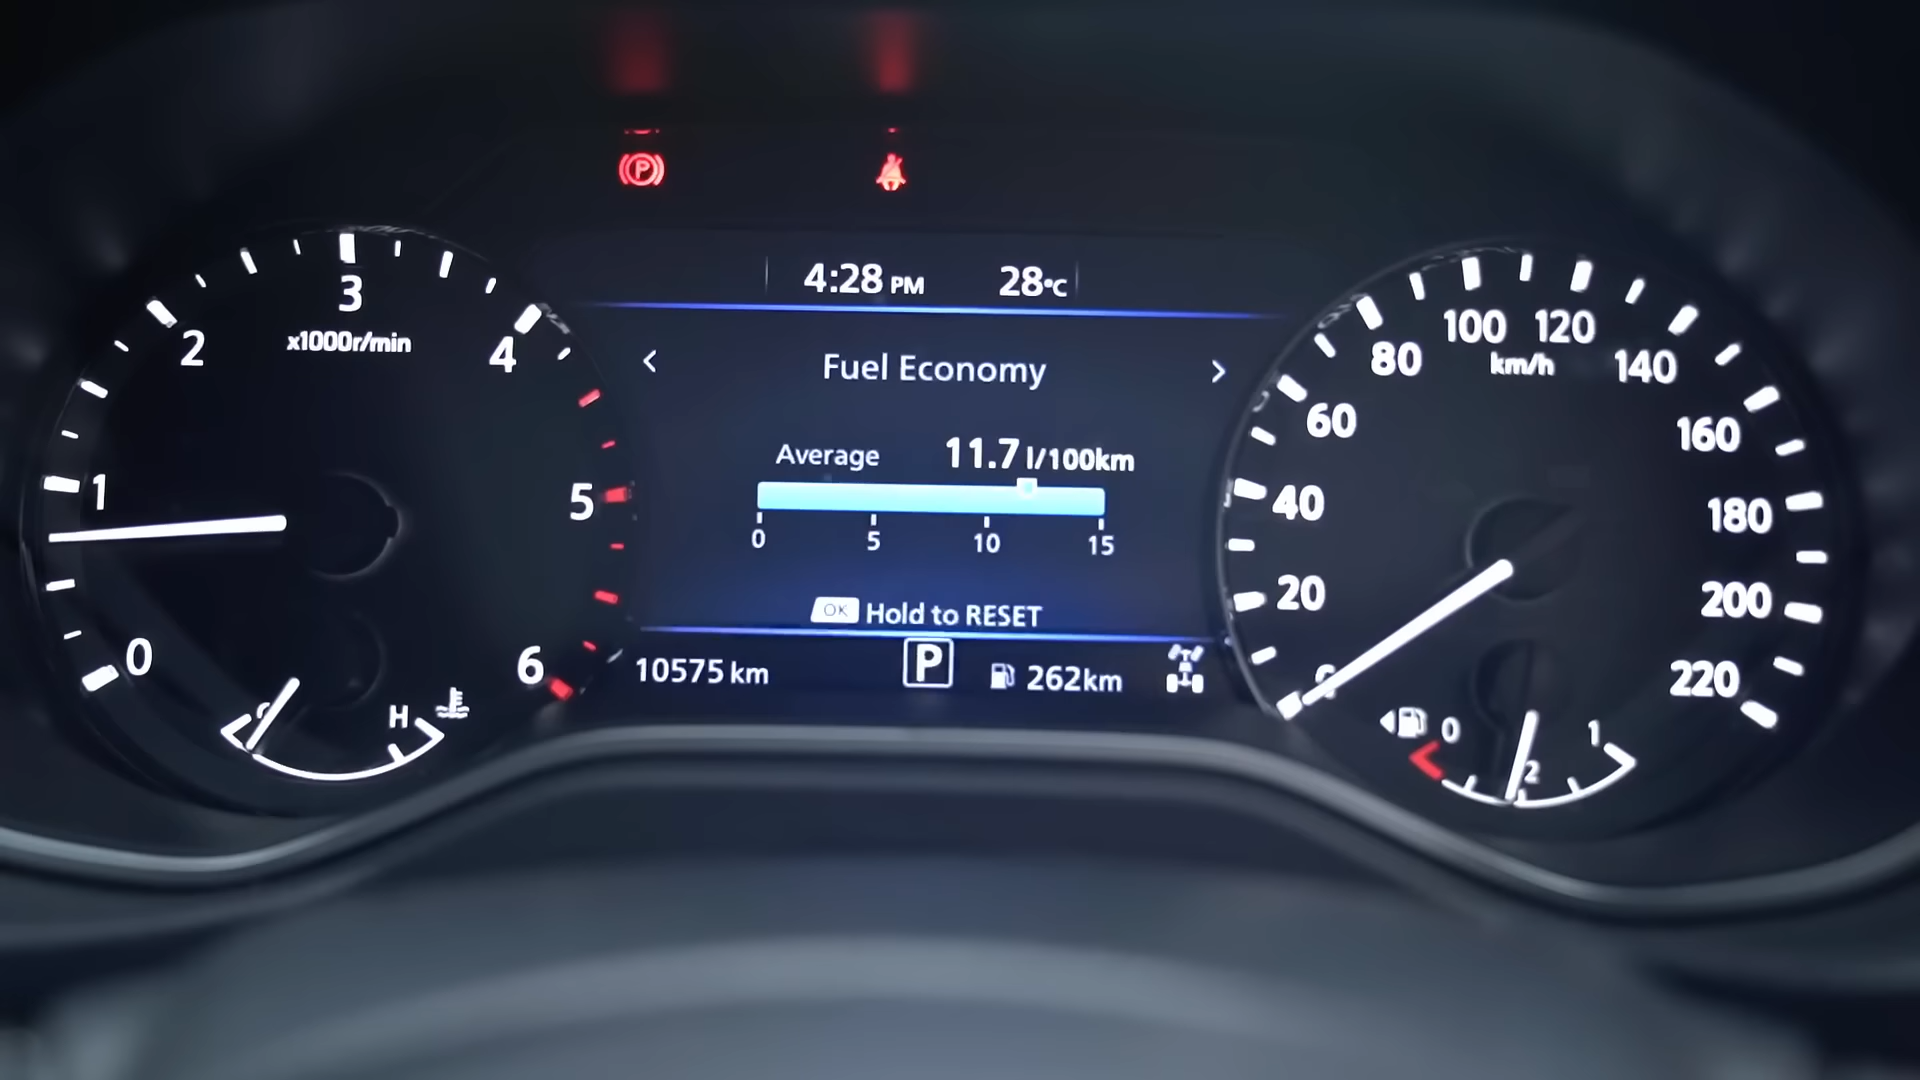 P
4:28 PM 28°C
< Fuel Economy >
Average 11.7 l/100km
0 5 10 15
OK Hold to RESET
10575 km P 262km
0 1 2 3 4 5 6
x1000r/min
H
20 40 60 80 100 120 140 160 180 200 220
km/h
0 1